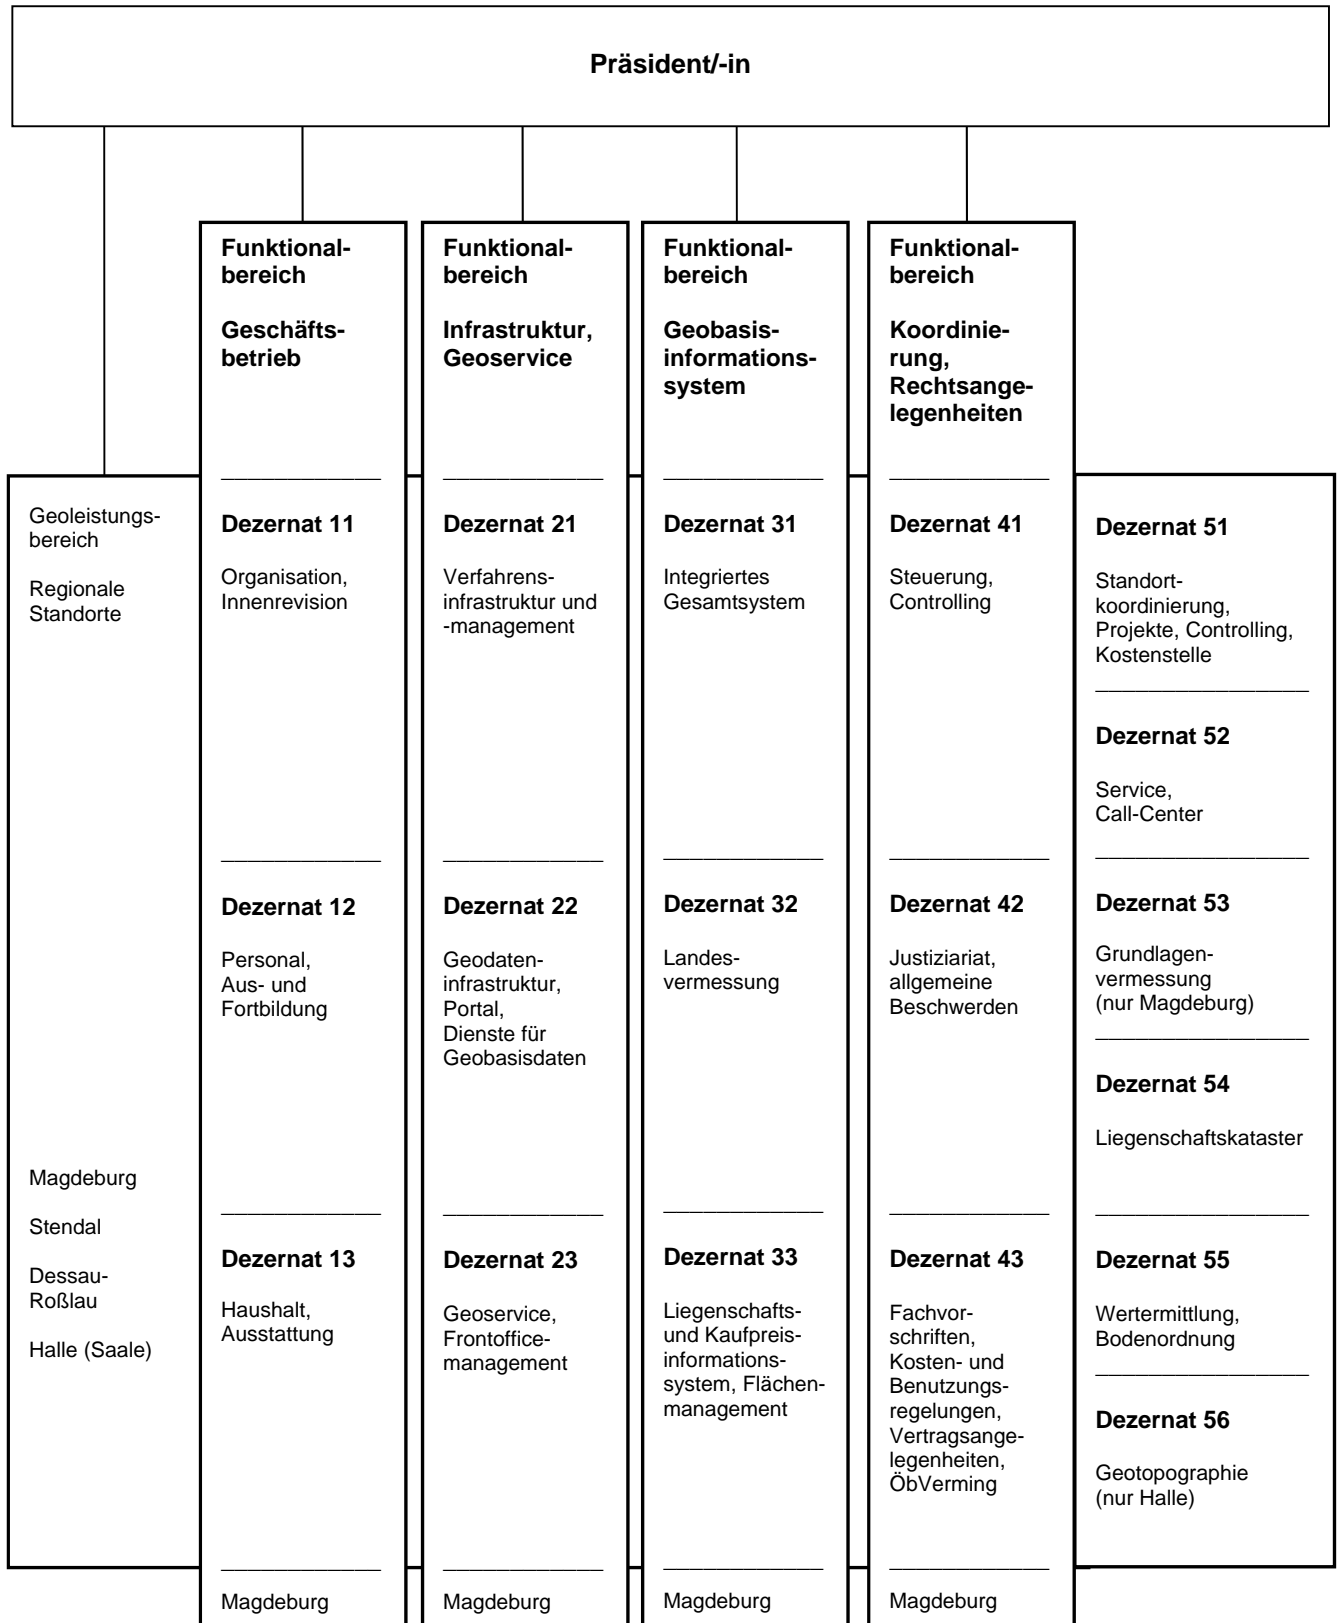 Präsident/-in
Funktional-
bereich
Geschäfts-
betrieb
Funktional-
bereich
Infrastruktur,
Geoservice
Funktional-
bereich
Geobasis-
informations-
system
Funktional-
bereich
Koordinie-
rung,
Rechtsange-
legenheiten
Geoleistungs-
bereich
Regionale
Standorte
Magdeburg
Stendal
Dessau-
Roßlau
Halle (Saale)
Dezernat 11
Organisation,
Innenrevision
Dezernat 12
Personal,
Aus- und
Fortbildung
Dezernat 13
Haushalt,
Ausstattung
Magdeburg
Dezernat 21
Verfahrens-
infrastruktur und
-management
Dezernat 22
Geodaten-
infrastruktur,
Portal,
Dienste für
Geobasisdaten
Dezernat 23
Geoservice,
Frontoffice-
management
Magdeburg
Dezernat 31
Integriertes
Gesamtsystem
Dezernat 32
Landes-
vermessung
Dezernat 33
Liegenschafts-
und Kaufpreis-
informations-
system, Flächen-
management
Magdeburg
Dezernat 41
Steuerung,
Controlling
Dezernat 42
Justiziariat,
allgemeine
Beschwerden
Dezernat 43
Fachvor-
schriften,
Kosten- und
Benutzungs-
regelungen,
Vertragsange-
legenheiten,
ÖbVerming
Magdeburg
Dezernat 51
Standort-
koordinierung,
Projekte, Controlling,
Kostenstelle
Dezernat 52
Service,
Call-Center
Dezernat 53
Grundlagen-
vermessung
(nur Magdeburg)
Dezernat 54
Liegenschaftskataster
Dezernat 55
Wertermittlung,
Bodenordnung
Dezernat 56
Geotopographie
(nur Halle)